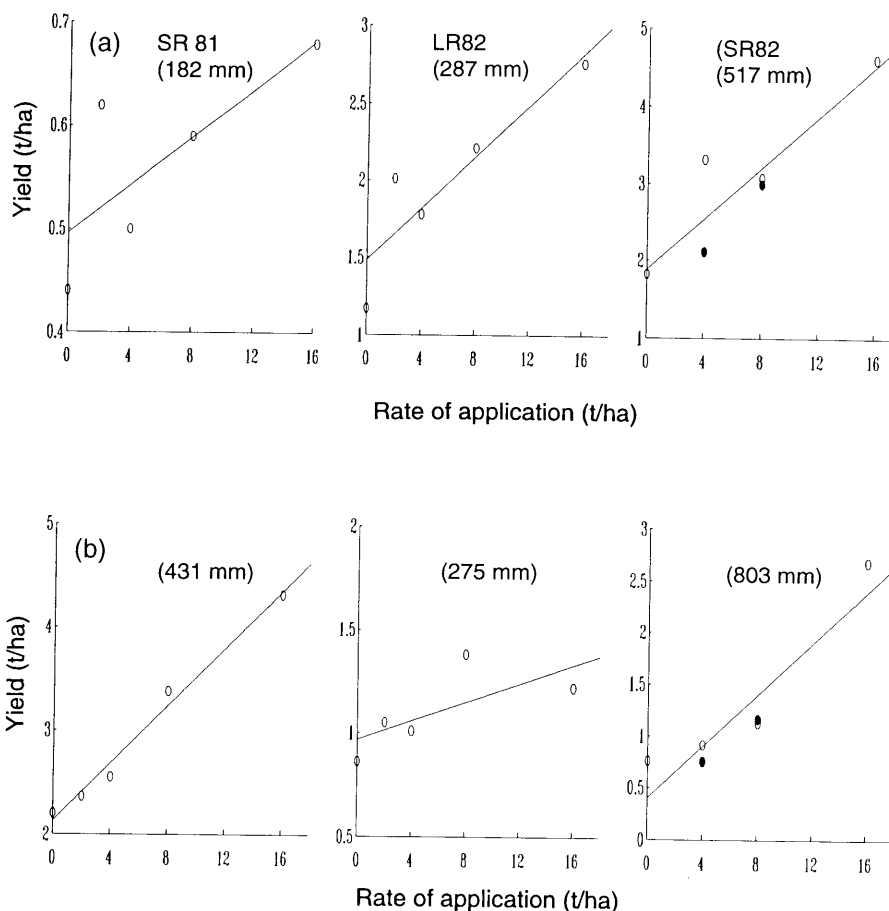 (a) SR 81
(182 mm)
LR82
(287 mm)
(SR82
(517 mm)
Yield (t/ha)
0.7
0.6
0.5
0.4
0 4 8 12 16
3
2.5
2
1.5
1
0 4 8 12 16
5
4
3
2
1
0 4 8 12 16
Rate of application (t/ha)
(b)
(431 mm)
(275 mm)
(803 mm)
Yield (t/ha)
5
4
3
2
0 4 8 12 16
2
1.5
1
0.5
0 4 8 12 16
3
2.5
2
1.5
1
0.5
0
0 4 8 12 16
Rate of application (t/ha)